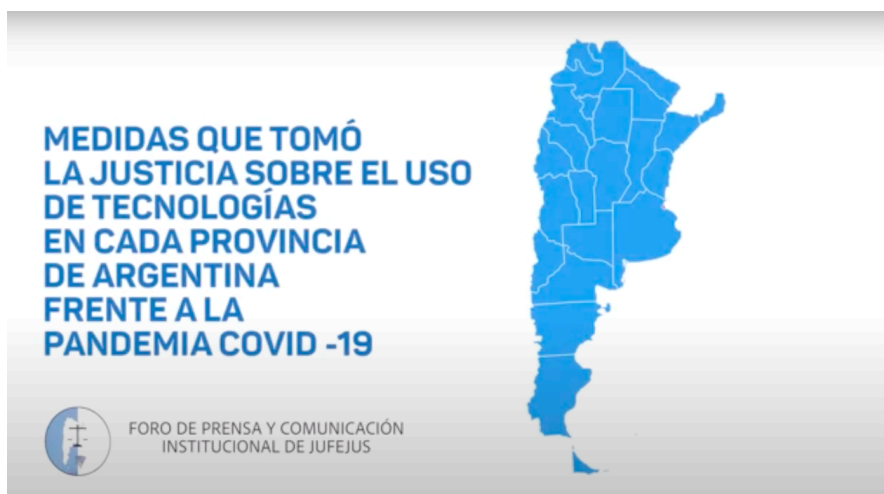 MEDIDAS QUE TOMÓ
LA JUSTICIA SOBRE EL USO
DE TECNOLOGÍAS
EN CADA PROVINCIA
DE ARGENTINA
FRENTE A LA
PANDEMIA COVID -19
FORO DE PRENSA Y COMUNICACIÓN
INSTITUCIONAL DE JUFEJUS